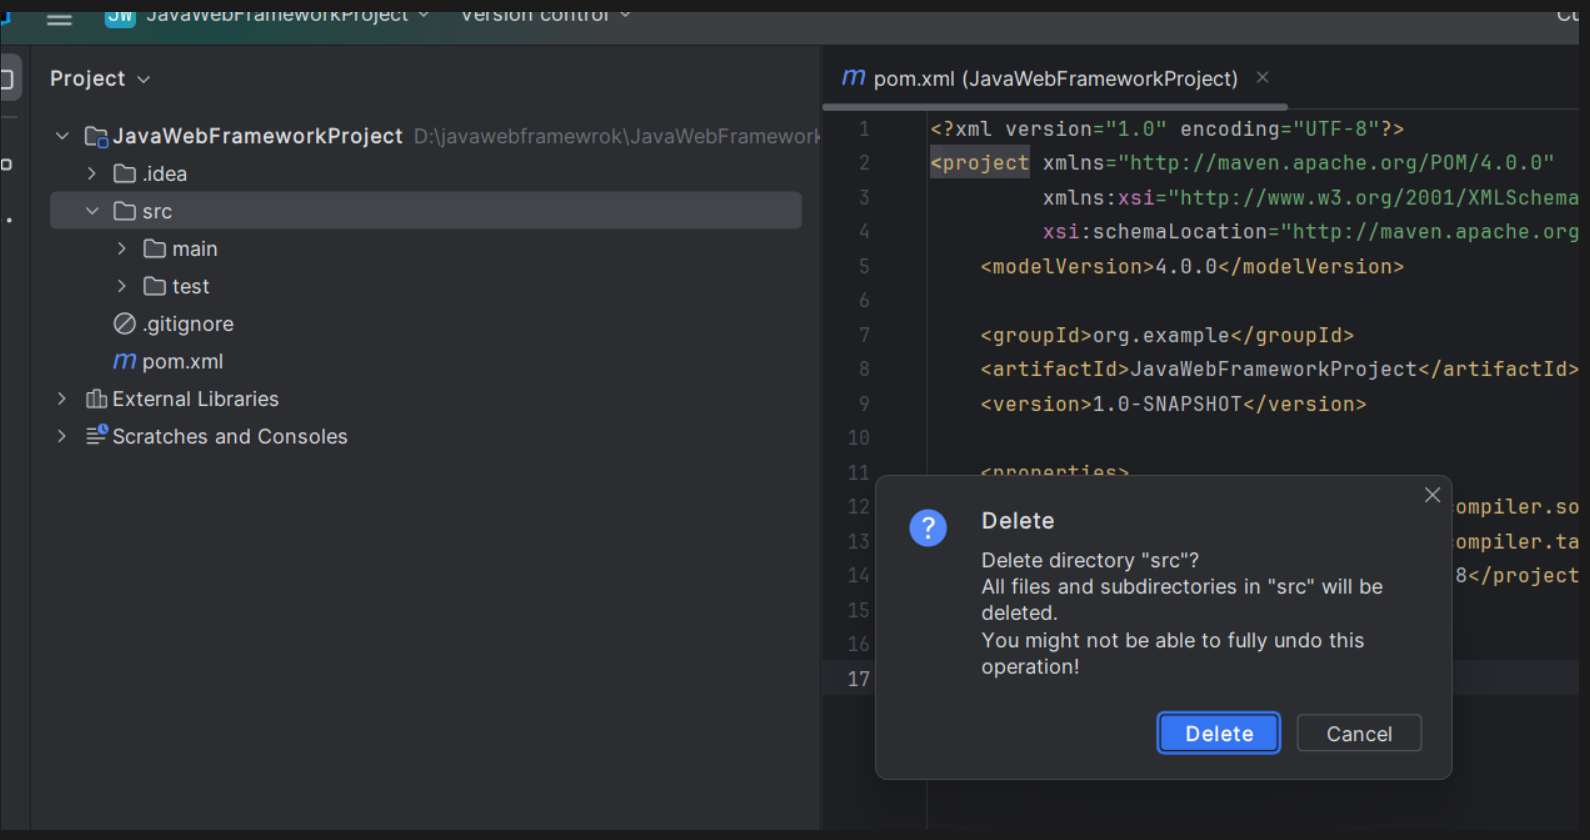 JW JavaWebFrameworkProject Version control
Project
JavaWebFrameworkProject D:\javawebframewrok\JavaWebFramework
.idea
src
main
test
.gitignore
m pom.xml
External Libraries
Scratches and Consoles
m pom.xml (JavaWebFrameworkProject)
1 <?xml version="1.0" encoding="UTF-8"?>
2 <project xmlns="http://maven.apache.org/POM/4.0.0"
3 xmlns:xsi="http://www.w3.org/2001/XMLSchema
4 xsi:schemaLocation="http://maven.apache.org
5 <modelVersion>4.0.0</modelVersion>
6
7 <groupId>org.example</groupId>
8 <artifactId>JavaWebFrameworkProject</artifactId>
9 <version>1.0-SNAPSHOT</version>
10
11 <properties>
12 ompiler.so
13 ompiler.ta
14 8</project
15
16
17
Delete
Delete directory "src"?
All files and subdirectories in "src" will be
deleted.
You might not be able to fully undo this
operation!
Delete Cancel